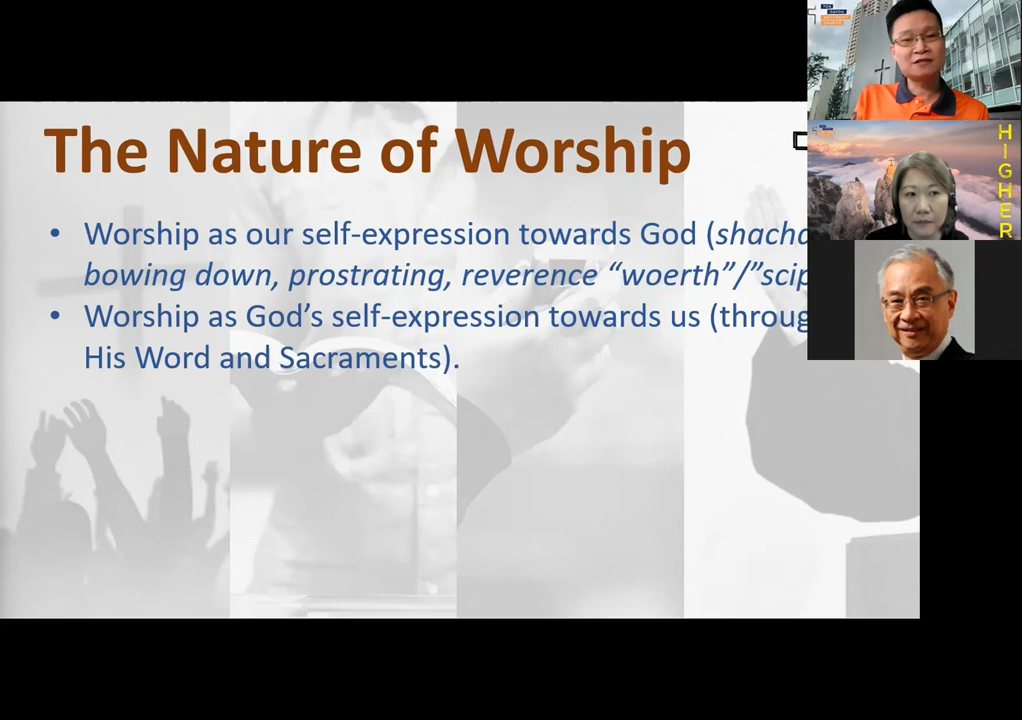 The Nature of Worship
• Worship as our self-expression towards God (
bowing down, prostrating, reverence “woerth”/”scip
• Worship as God’s self-expression towards us (throug
His Word and Sacraments).
HIGHER